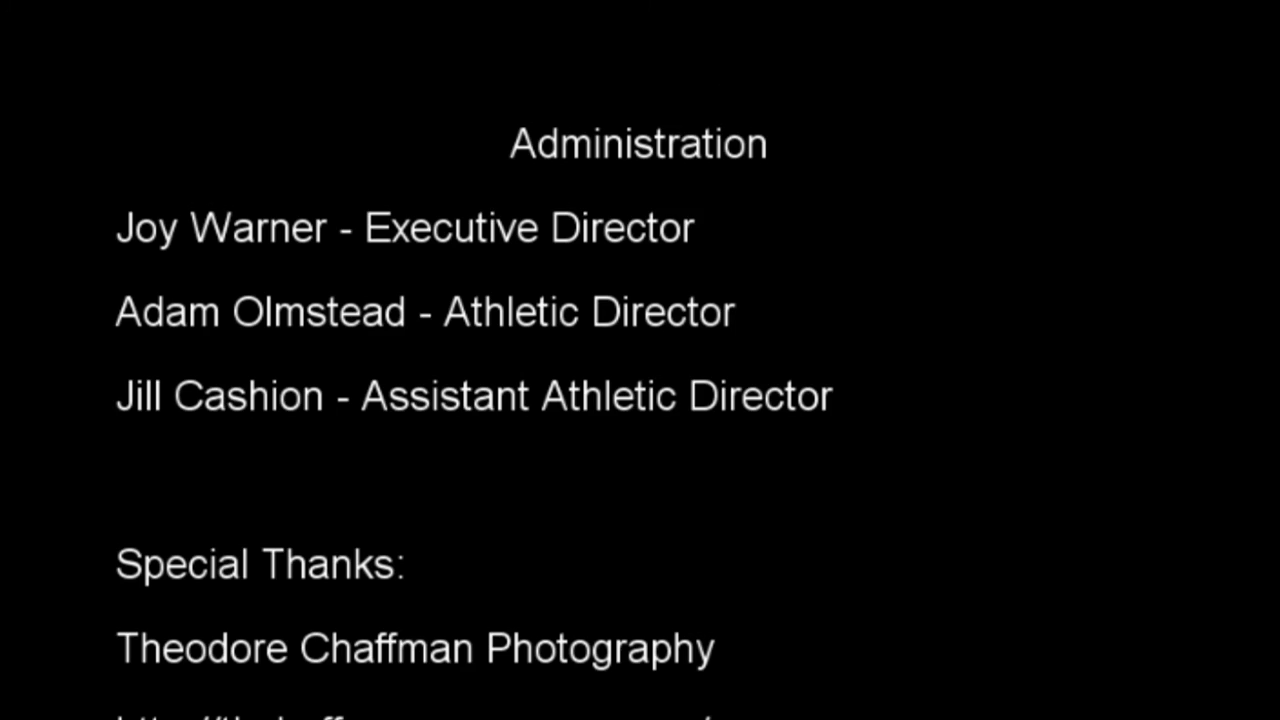 Administration
Joy Warner - Executive Director
Adam Olmstead - Athletic Director
Jill Cashion - Assistant Athletic Director
Special Thanks:
Theodore Chaffman Photography